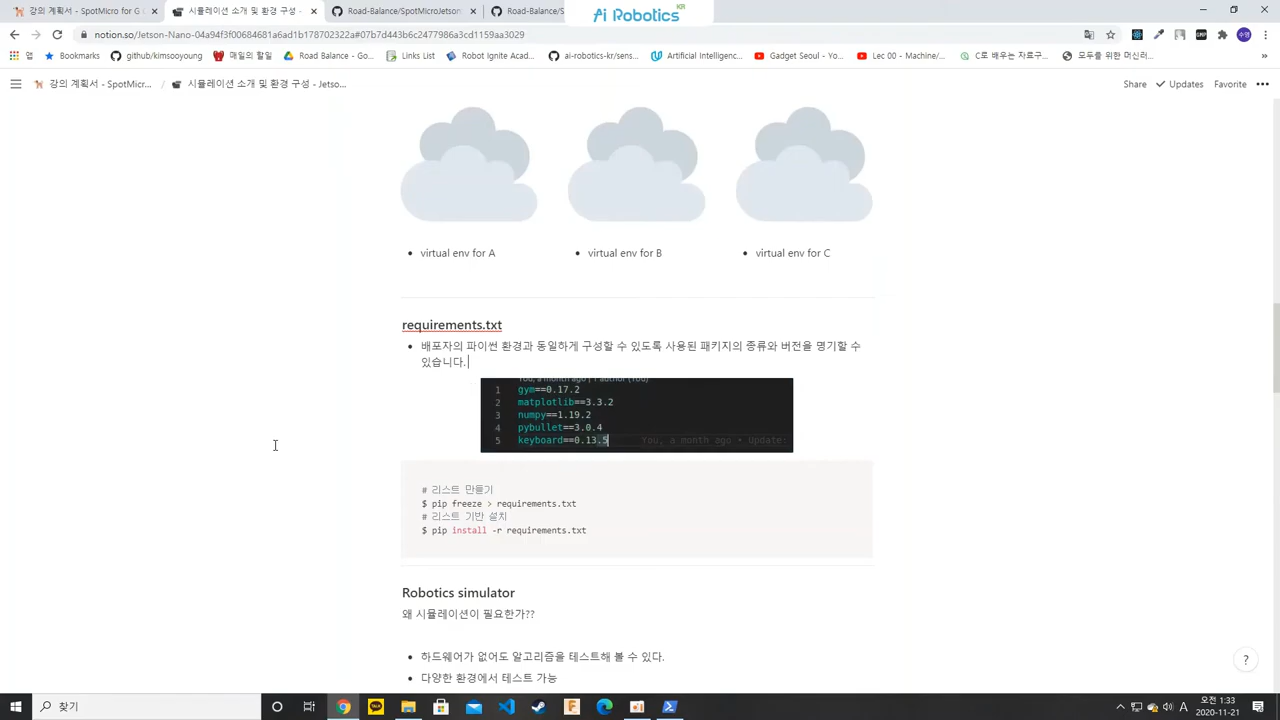 강의 계획서 - SpotMicro for G
시뮬레이션 소개 및 환경 구성 -
Road-Balance/SpotMicroJetson
Road-Balance/S
Ai Robotics KR
notion.so/Jetson-Nano-04a94f3f00684681a6ad1b178702322a#07b7d443b6c2477986a3cd1159aa3029
앱
Bookmarks
github/kimsooyoung
매일의 할일
Road Balance - Go...
Links List
Robot Ignite Acad...
ai-robotics-kr/sens...
Artificial Intelligenc...
Gadget Seoul - Yo...
Lec 00 - Machine/...
C로 배우는 자료구...
모두를 위한 머신러...
강의 계획서 - SpotMicr... / 시뮬레이션 소개 및 환경 구성 - Jetso...
Share Updates Favorite
virtual env for A
virtual env for B
virtual env for C
requirements.txt
배포자의 파이썬 환경과 동일하게 구성할 수 있도록 사용된 패키지의 종류와 버전을 명기할 수
있습니다.
You, a month ago | 1 author (You)
1 gym==0.17.2
2 matplotlib==3.3.2
3 numpy==1.19.2
4 pybullet==3.0.4
5 keyboard==0.13.5 You, a month ago • Update:
# 리스트 만들기
$ pip freeze > requirements.txt
# 리스트 기반 설치
$ pip install -r requirements.txt
Robotics simulator
왜 시뮬레이션이 필요한가??
하드웨어가 없어도 알고리즘을 테스트해 볼 수 있다.
다양한 환경에서 테스트 가능
?
찾기
A
오전 1:33
2020-11-21